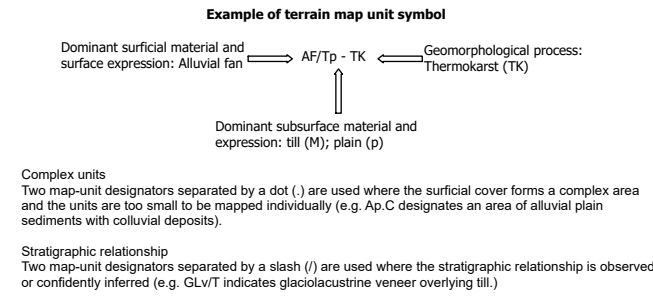 Example of terrain map unit symbol
Dominant surficial material and
surface expression: Alluvial fan
AF/Tp - TK
Geomorphological process:
Thermokarst (TK)
Dominant subsurface material and
expression: till (M); plain (p)
Complex units
Two map-unit designators separated by a dot (.) are used where the surficial cover forms a complex area
and the units are too small to be mapped individually (e.g. Ap.C designates an area of alluvial plain
sediments with colluvial deposits).
Stratigraphic relationship
Two map-unit designators separated by a slash (/) are used where the stratigraphic relationship is observed
or confidently inferred (e.g. GLv/T indicates glaciolacustrine veneer overlying till.)